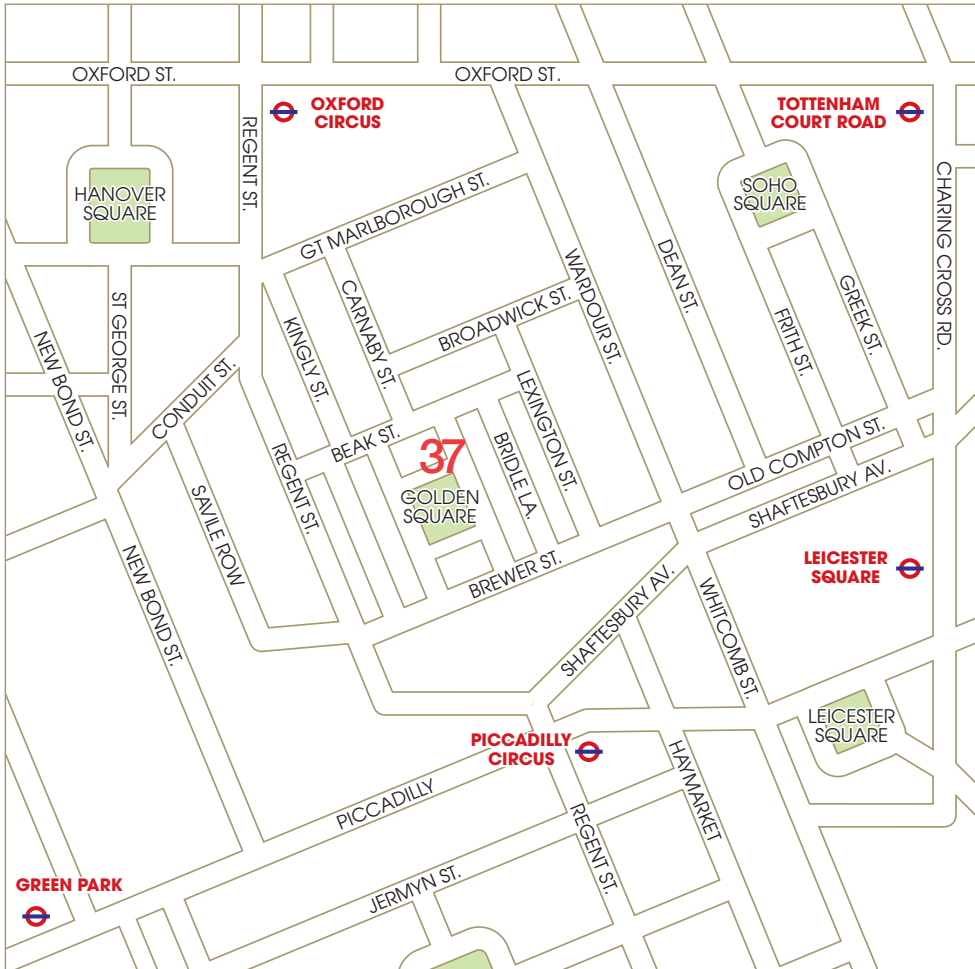 OXFORD ST.
OXFORD ST.
OXFORD
CIRCUS
TOTTENHAM
COURT ROAD
REGENT ST.
HANOVER
SQUARE
SOHO
SQUARE
CHARING CROSS RD.
GT MARLBOROUGH ST.
WARDOUR ST.
DEAN ST.
CARNABY ST.
BROADWICK ST.
GREEK ST.
FRITH ST.
ST GEORGE ST.
KINGLY ST.
NEW BOND ST.
CONDUIT ST.
LEXINGTON ST.
BEAK ST.
BRIDLE LA.
OLD COMPTON ST.
REGENT ST.
37
GOLDEN
SQUARE
SHAFTESBURY AV.
SAVILE ROW
NEW BOND ST.
BREWER ST.
LEICESTER
SQUARE
SHAFTESBURY AV.
WHITCOMB ST.
LEICESTER
SQUARE
PICCADILLY
CIRCUS
HAYMARKET
PICCADILLY
REGENT ST.
JERMYN ST.
GREEN PARK